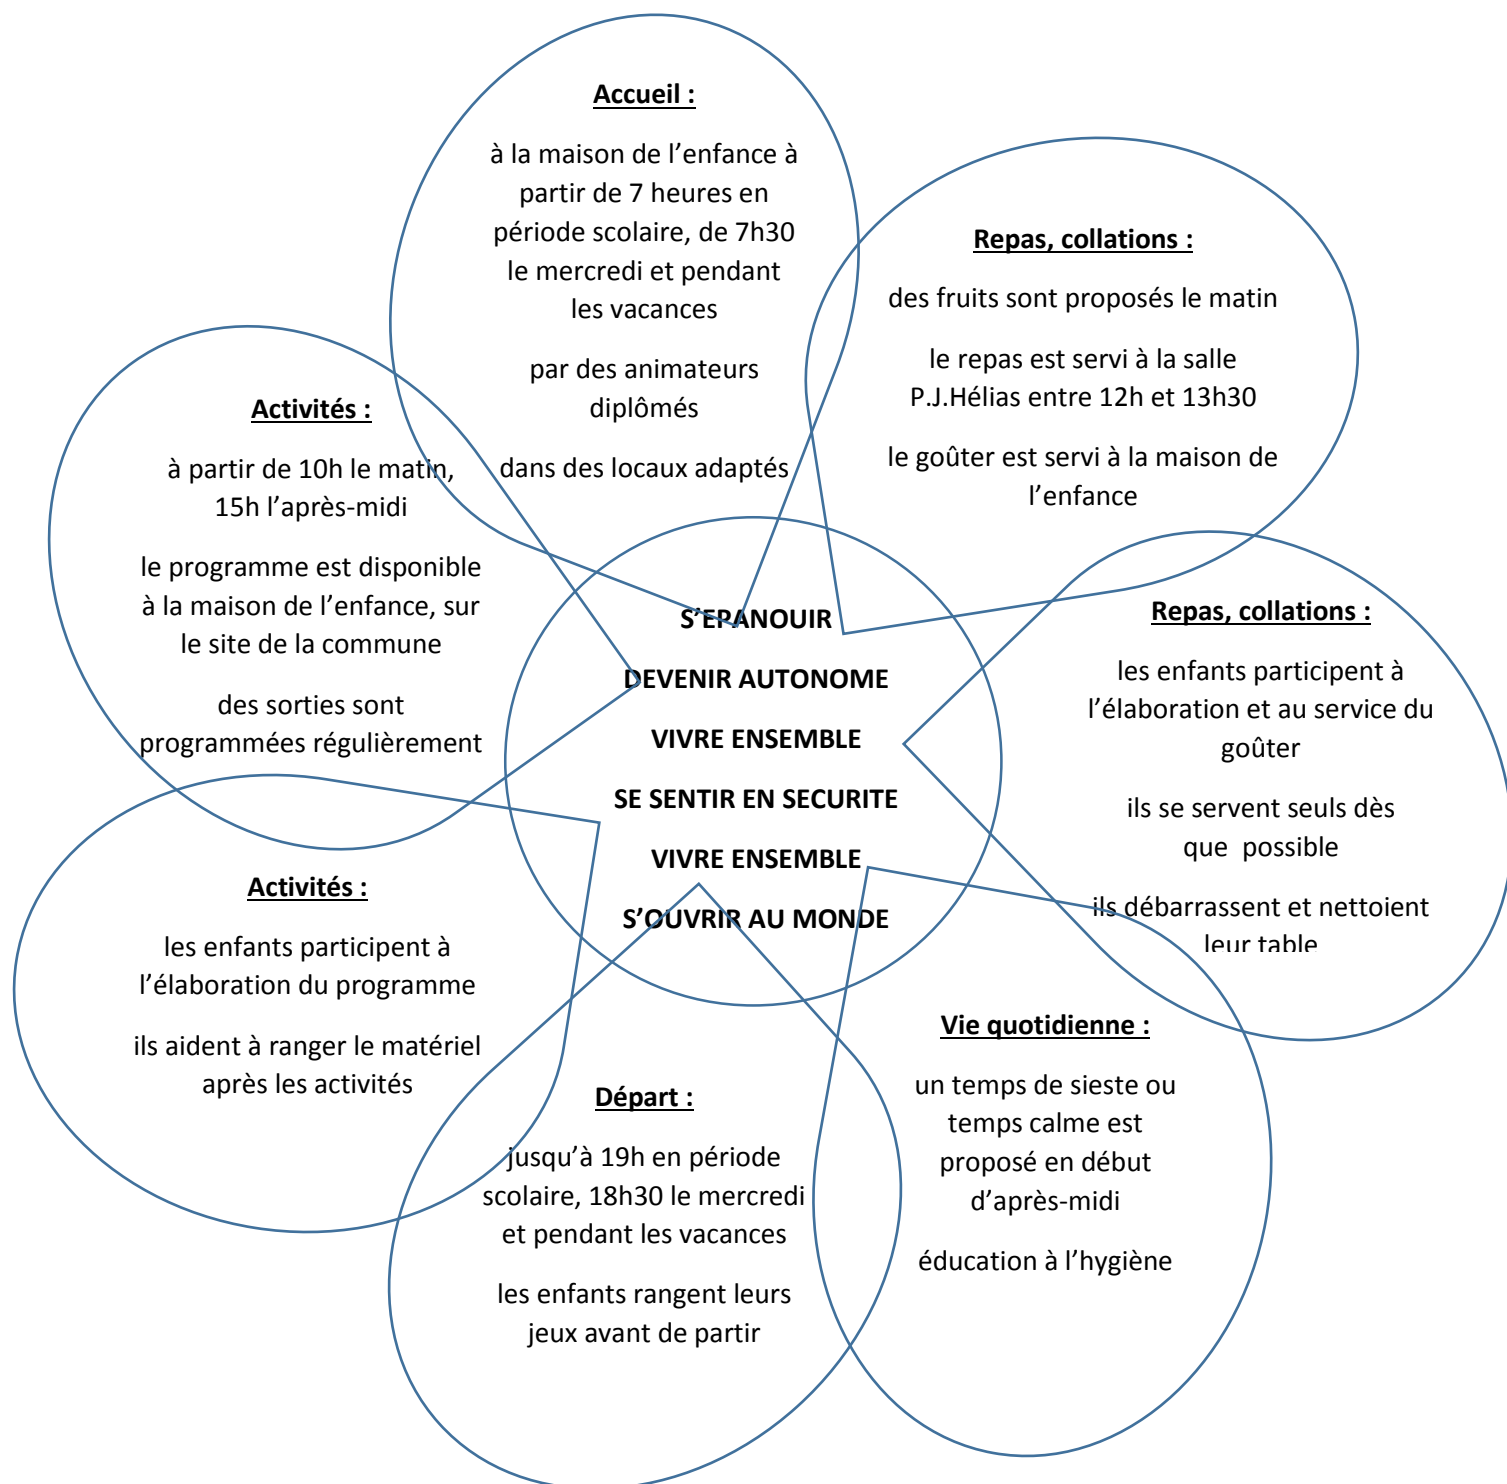 Accueil :
à la maison de l’enfance à
partir de 7 heures en
période scolaire, de 7h30
le mercredi et pendant
les vacances
par des animateurs
diplômés
dans des locaux adaptés
Repas, collations :
des fruits sont proposés le matin
le repas est servi à la salle
P.J.Hélias entre 12h et 13h30
le goûter est servi à la maison de
l’enfance
Activités :
à partir de 10h le matin,
15h l’après-midi
le programme est disponible
à la maison de l’enfance, sur
le site de la commune
des sorties sont
programmées régulièrement
S’EPANOUIR
DEVENIR AUTONOME
VIVRE ENSEMBLE
SE SENTIR EN SECURITE
VIVRE ENSEMBLE
S’OUVRIR AU MONDE
Repas, collations :
les enfants participent à
l’élaboration et au service du
goûter
ils se servent seuls dès
que  possible
ils débarrassent et nettoient
leur table
Activités :
les enfants participent à
l’élaboration du programme
ils aident à ranger le matériel
après les activités
Départ :
jusqu’à 19h en période
scolaire, 18h30 le mercredi
et pendant les vacances
les enfants rangent leurs
jeux avant de partir
Vie quotidienne :
un temps de sieste ou
temps calme est
proposé en début
d’après-midi
éducation à l’hygiène